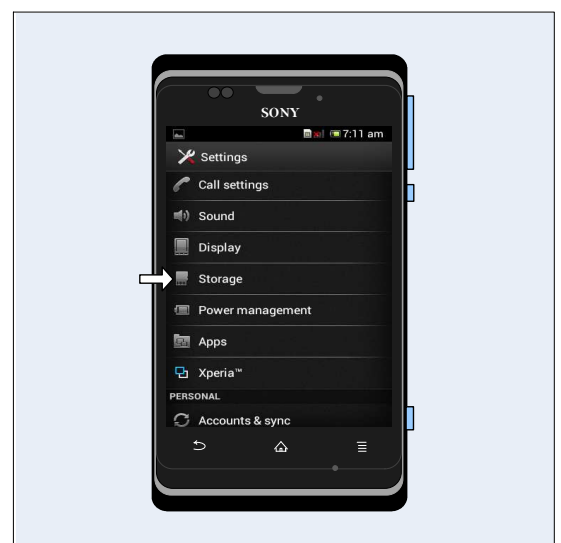 SONY
7:11 am
Settings
Call settings
Sound
Display
Storage
Power management
Apps
Xperia™
PERSONAL
Accounts & sync